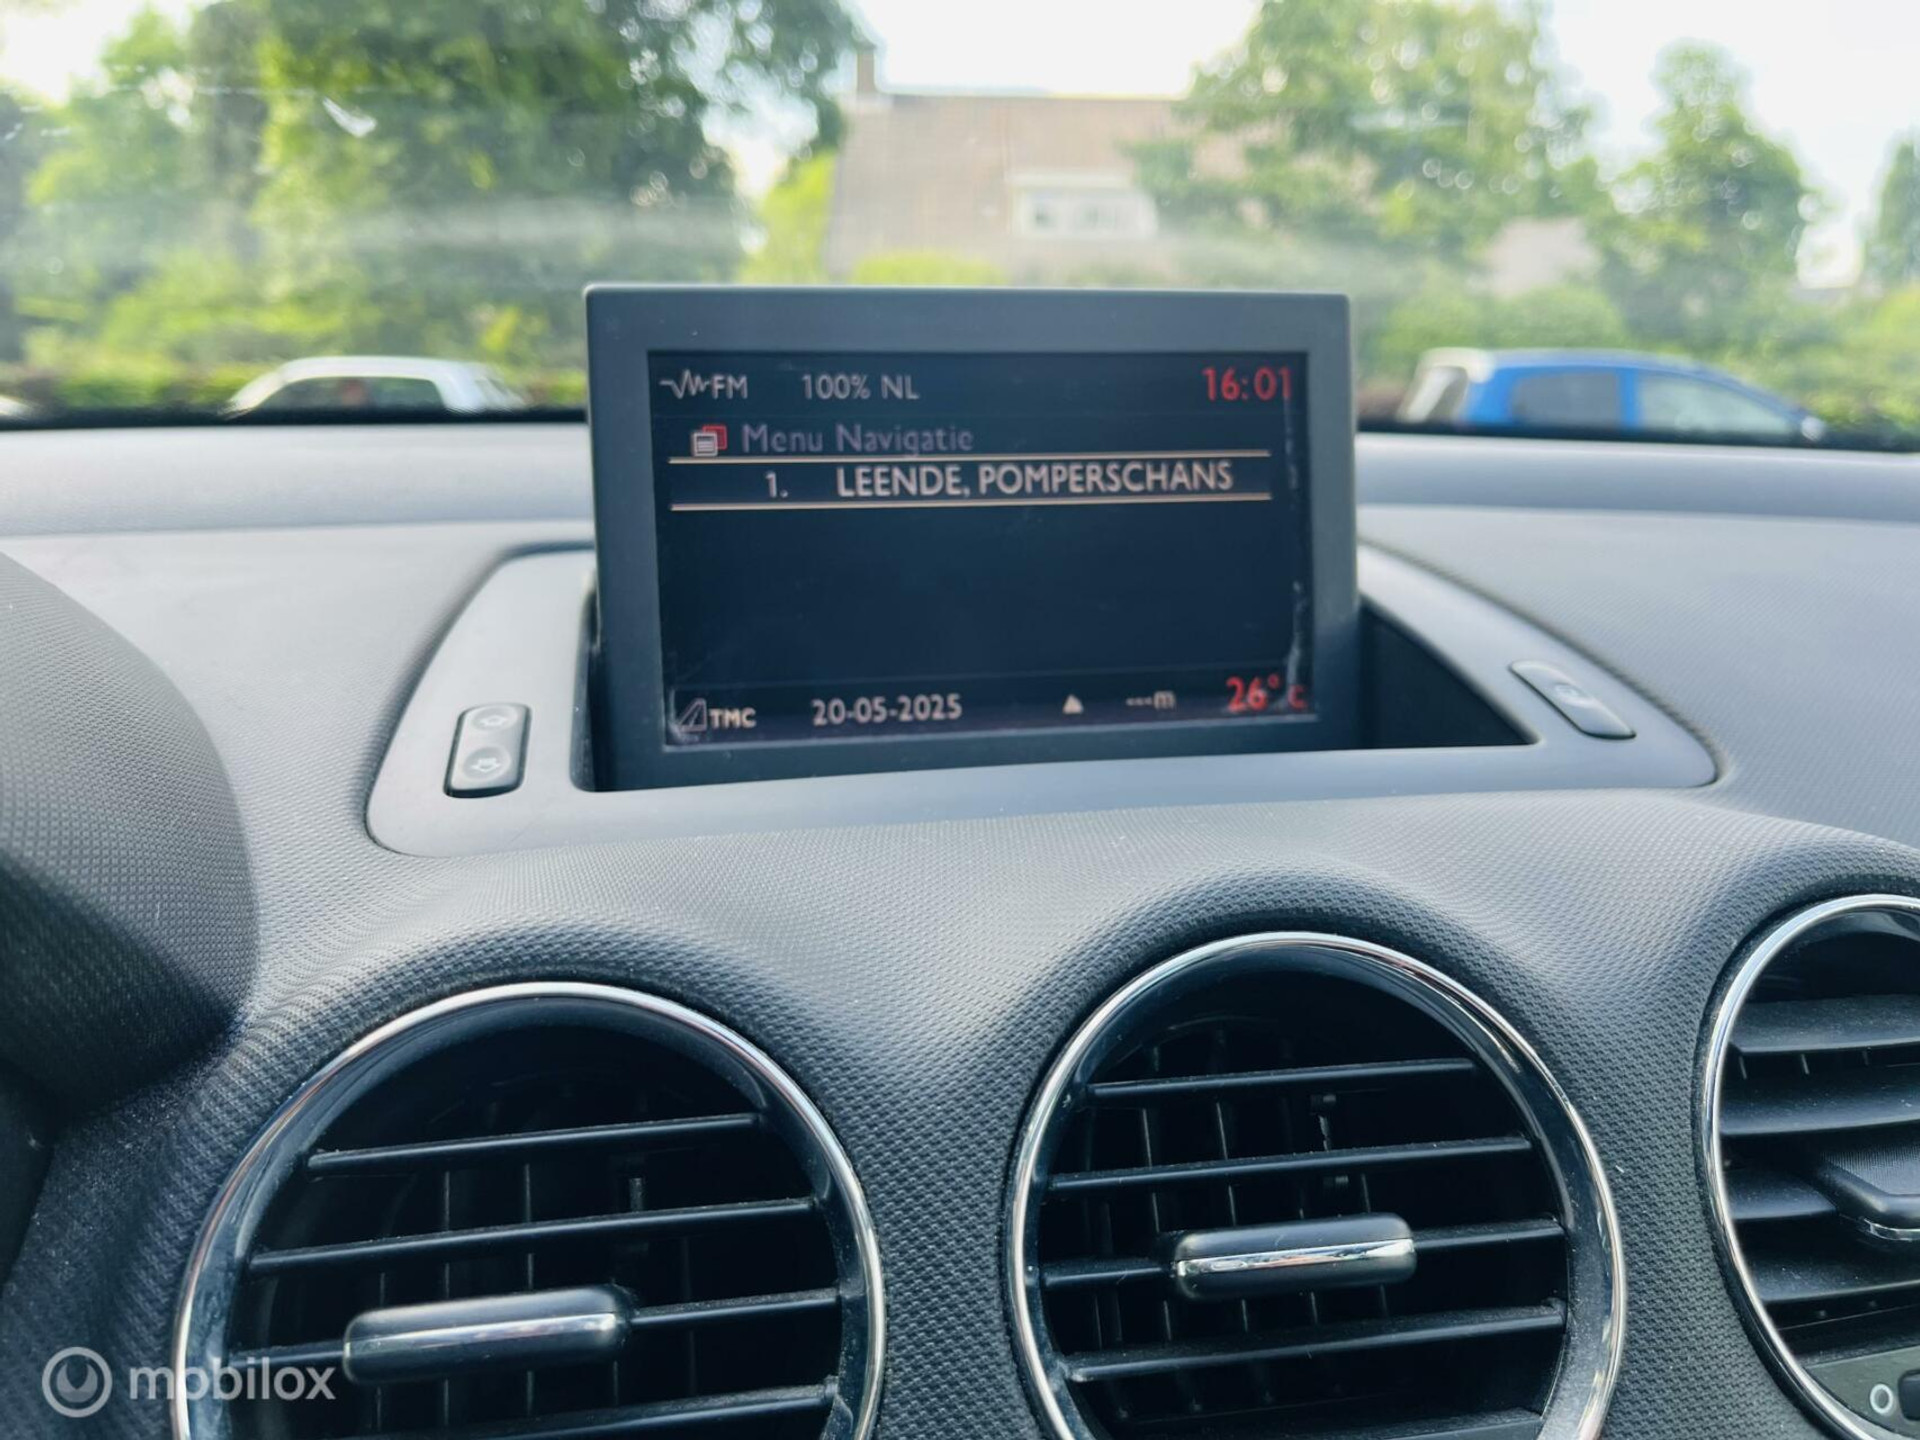 FM 100% NL 16:01
Menu Navigatie
1. LEENDE, POMPERSCHANS
TMC 20-05-2025 ---m 26° C
mobilox